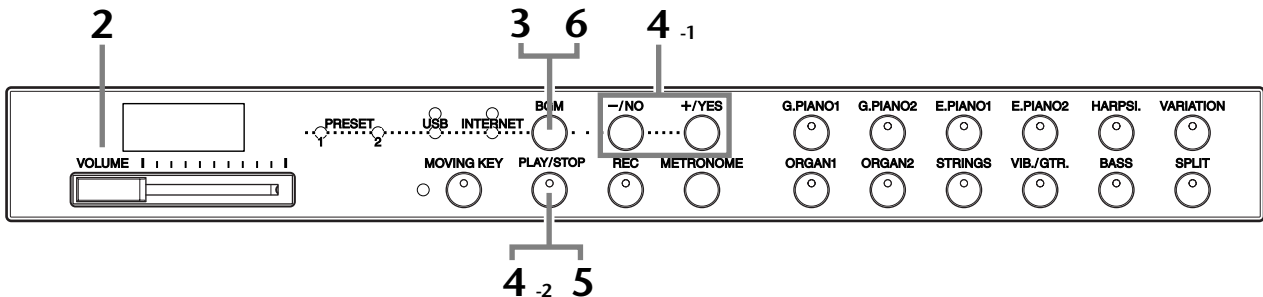 2 3 6 4 -1
BGM −/NO +/YES G.PIANO1 G.PIANO2 E.PIANO1 E.PIANO2 HARPSI. VARIATION
PRESET USB INTERNET
1 2
VOLUME MOVING KEY PLAY/STOP REC METRONOME ORGAN1 ORGAN2 STRINGS VIB./GTR. BASS SPLIT
4 -2 5